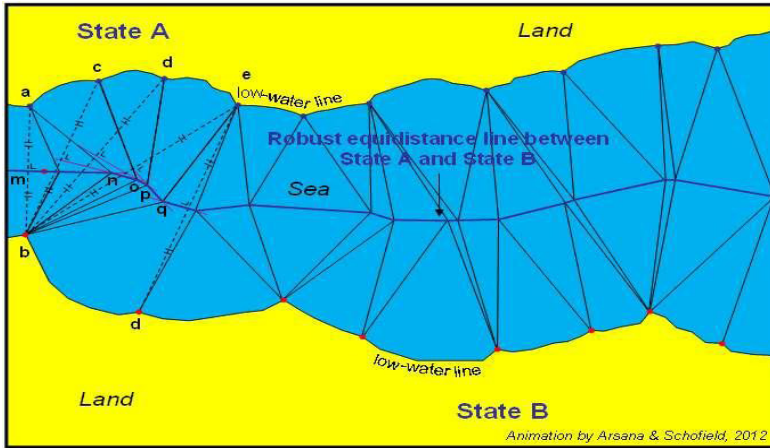 State A
Land
a
c
d
e
low-water line
Robust equidistance line between
State A and State B
m
n
o
p
q
Sea
b
d
low-water line
Land
State B
Animation by Arsana & Schofield, 2012